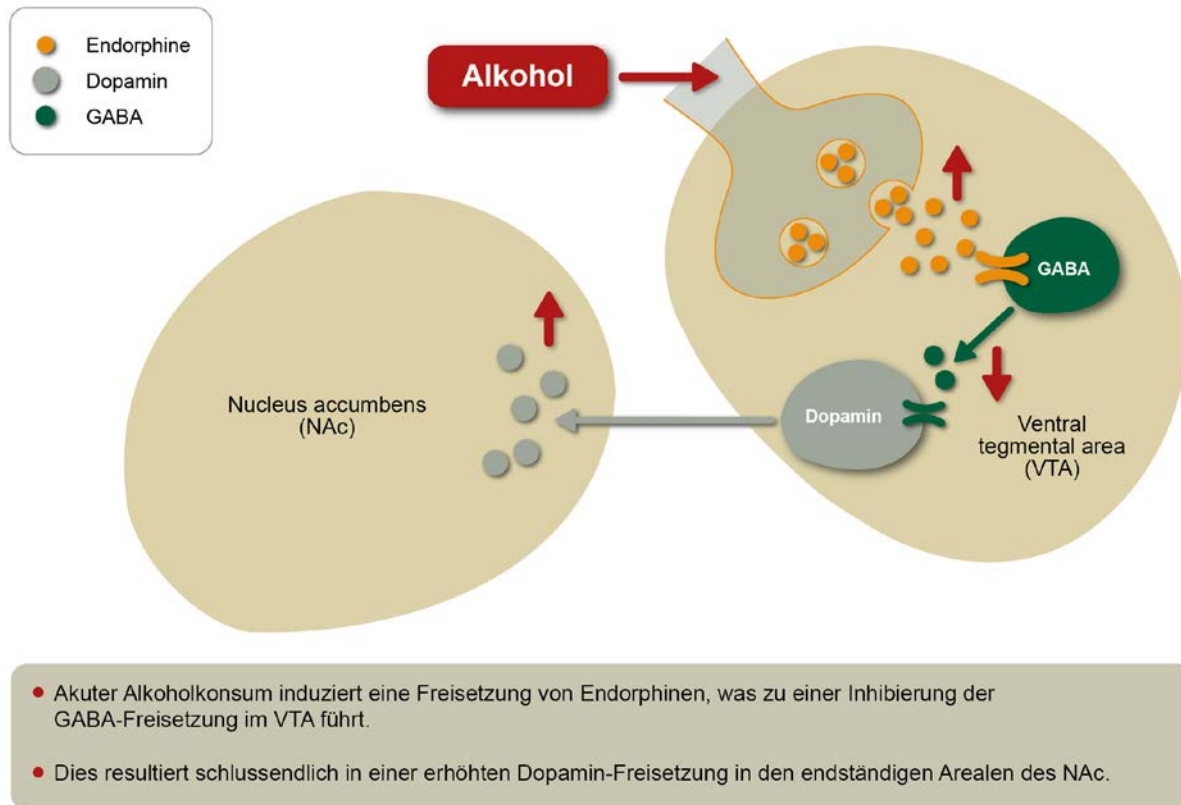 Endorphine
Dopamin
GABA
Alkohol
GABA
Nucleus accumbens
(NAc)
Dopamin
Ventral
tegmental area
(VTA)
• Akuter Alkoholkonsum induziert eine Freisetzung von Endorphinen, was zu einer Inhibierung der
GABA-Freisetzung im VTA führt.
• Dies resultiert schlussendlich in einer erhöhten Dopamin-Freisetzung in den endständigen Arealen des NAc.